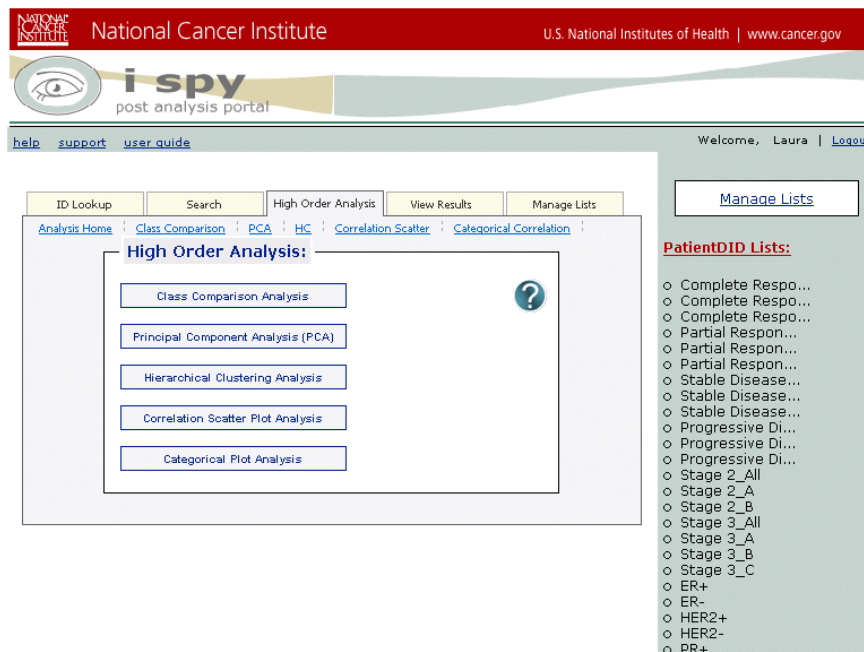 NATIONAL
CANCER
INSTITUTE
National Cancer Institute
U.S. National Institutes of Health | www.cancer.gov
i spy
post analysis portal
help support user guide
Welcome, Laura | Logou
ID Lookup Search High Order Analysis View Results Manage Lists
Analysis Home Class Comparison PCA HC Correlation Scatter Categorical Correlation
High Order Analysis:
Class Comparison Analysis
?
Principal Component Analysis (PCA)
Hierarchical Clustering Analysis
Correlation Scatter Plot Analysis
Categorical Plot Analysis
Manage Lists
PatientDID Lists:
Complete Respo...
Complete Respo...
Complete Respo...
Partial Respon...
Partial Respon...
Partial Respon...
Stable Disease...
Stable Disease...
Stable Disease...
Progressive Di...
Progressive Di...
Progressive Di...
Stage 2_All
Stage 2_A
Stage 2_B
Stage 3_All
Stage 3_A
Stage 3_B
Stage 3_C
ER+
ER-
HER2+
HER2-
PR+